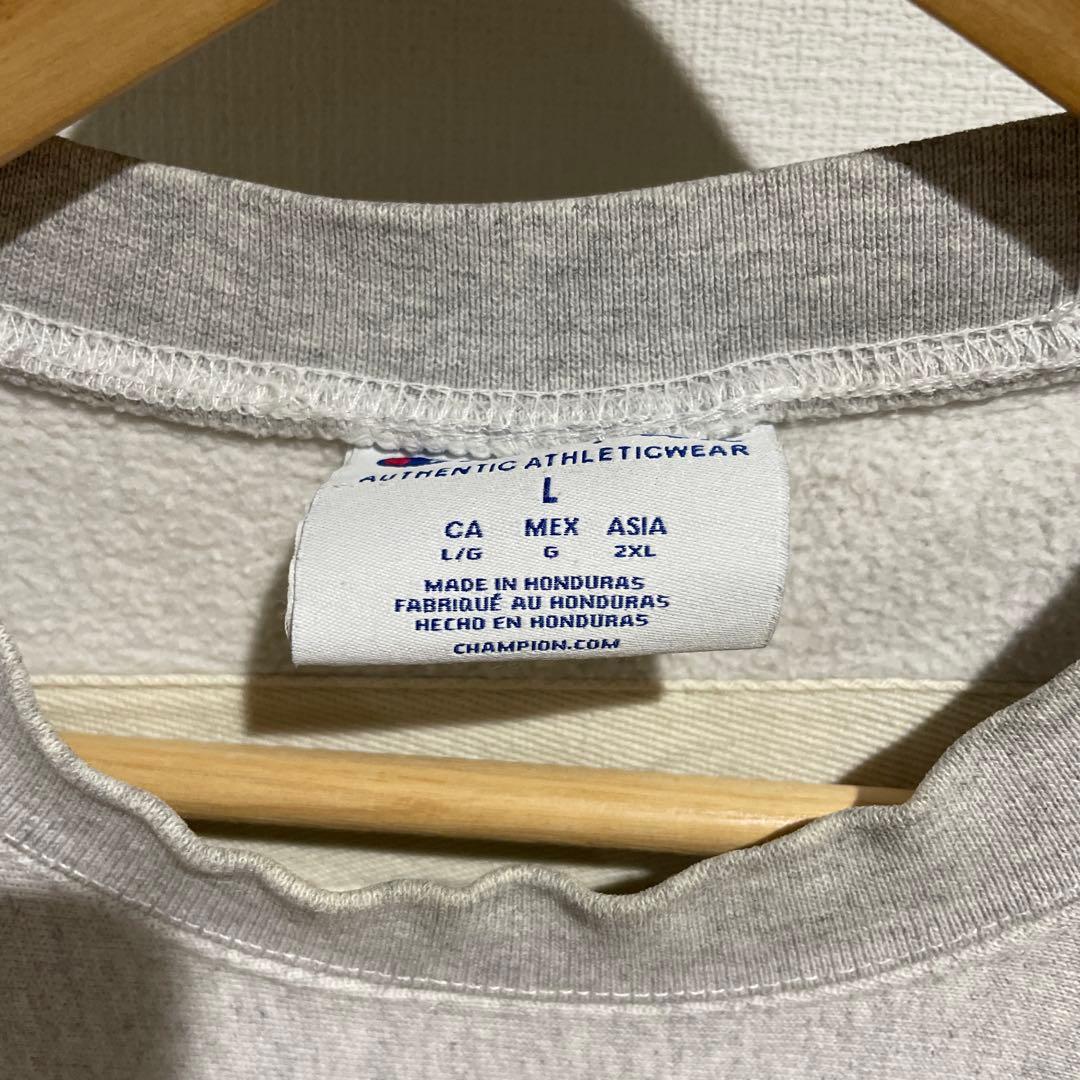 AUTHENTIC ATHLETICWEAR
L
CA MEX ASIA
L/G G 2XL
MADE IN HONDURAS
FABRIQUÉ AU HONDURAS
HECHO EN HONDURAS
CHAMPION.COM